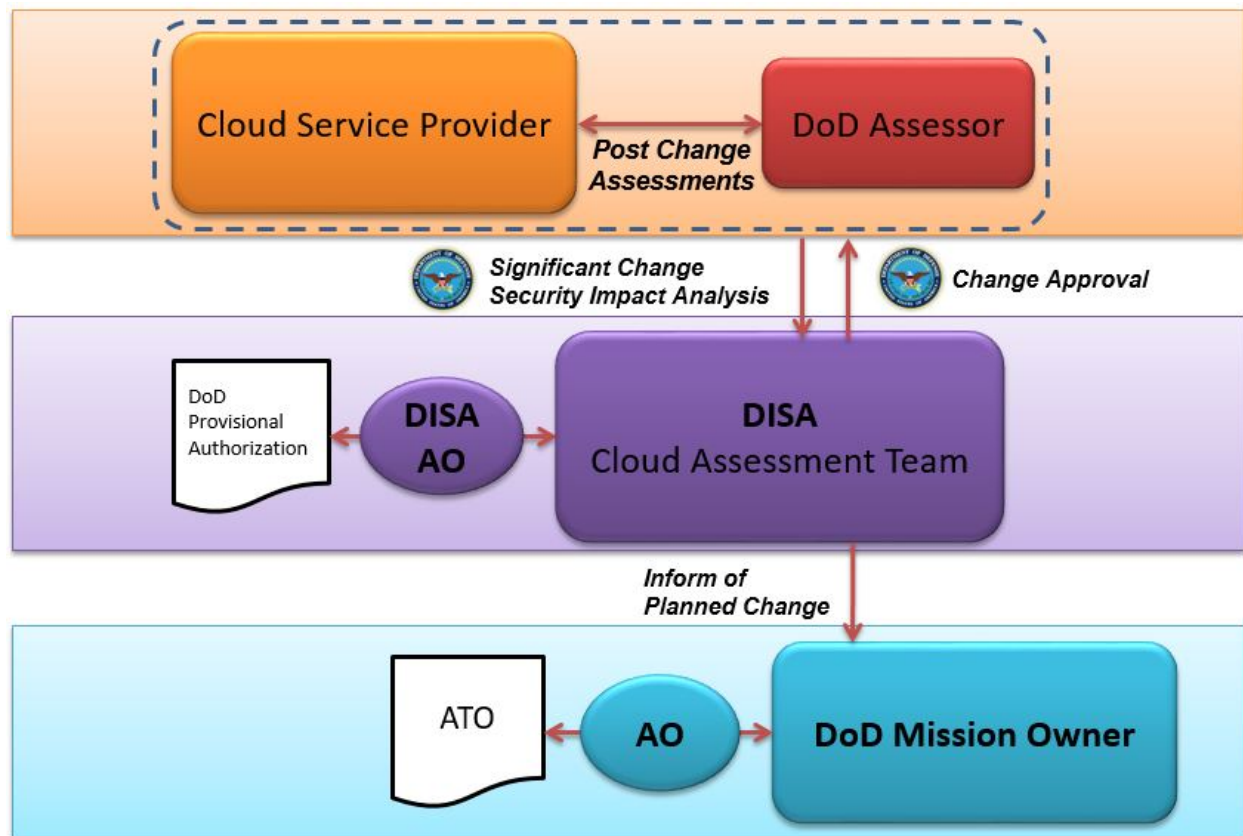 Cloud Service Provider
DoD Assessor
Post Change
Assessments
Significant Change
Security Impact Analysis
Change Approval
DoD
Provisional
Authorization
DISA
AO
DISA
Cloud Assessment Team
Inform of
Planned Change
ATO
AO
DoD Mission Owner